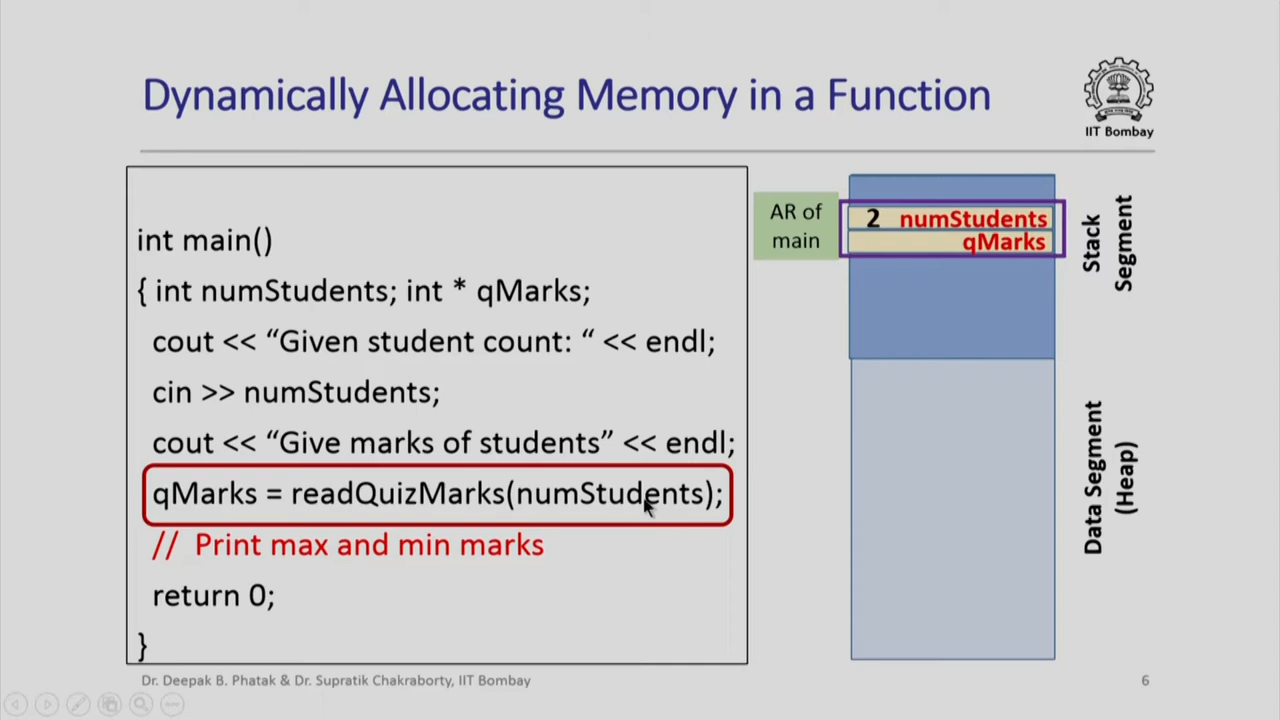 Dynamically Allocating Memory in a Function
IIT Bombay
int main()
{ int numStudents; int * qMarks;
cout << “Given student count: “ << endl;
cin >> numStudents;
cout << “Give marks of students” << endl;
qMarks = readQuizMarks(numStudents);
// Print max and min marks
return 0;
}
AR of
main
2 numStudents
qMarks
Stack
Segment
Data Segment
(Heap)
Dr. Deepak B. Phatak & Dr. Supratik Chakraborty, IIT Bombay
6